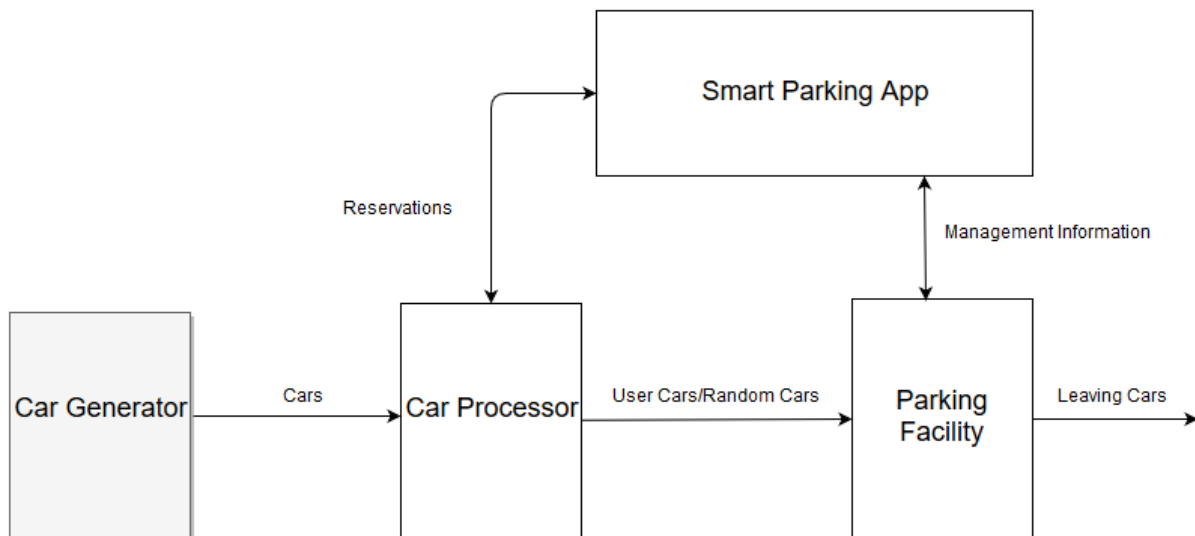 Smart Parking App
Reservations
Management Information
Car Generator
Cars
Car Processor
User Cars/Random Cars
Parking
Facility
Leaving Cars